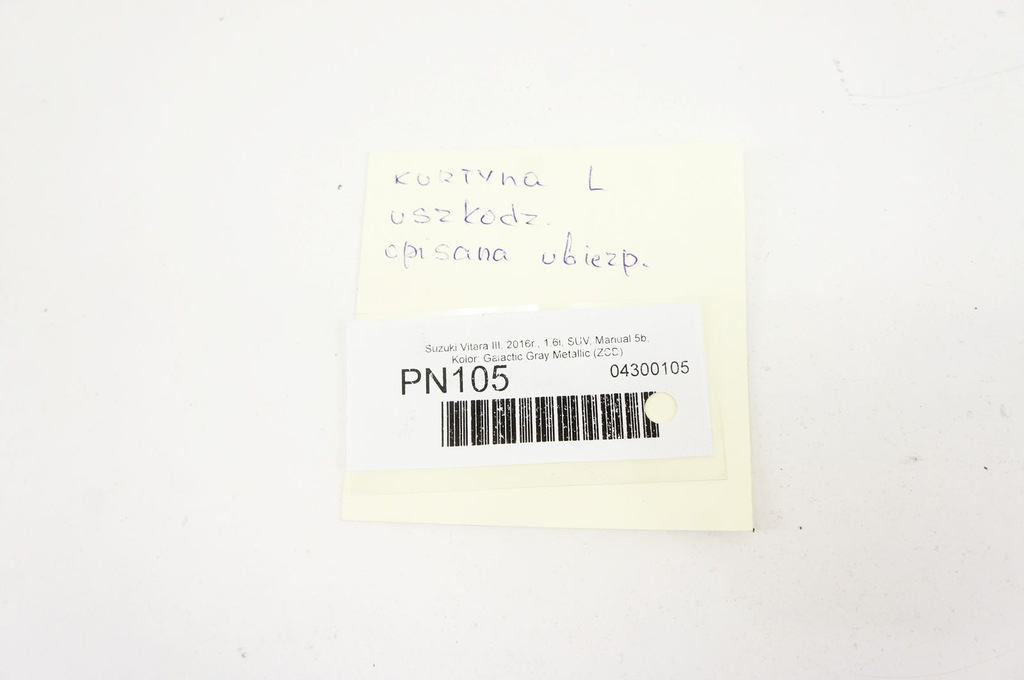 kurtyna L
uszkodz.
opisana ubiezp.
Suzuki Vitara III, 2016r., 1.6i, SUV, Manual 5b,
Kolor: Galactic Gray Metallic (ZCD)
PN105 04300105